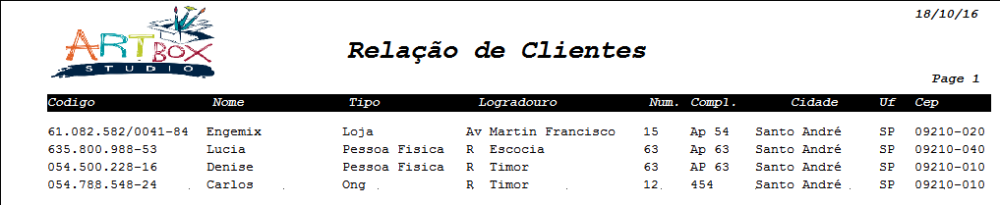 18/10/16
ART BOX
STUDIO
Relação de Clientes
Page 1
Codigo Nome Tipo Logradouro Num. Compl. Cidade Uf Cep
61.082.582/0041-84 Engemix Loja Av Martin Francisco 15 Ap 54 Santo André SP 09210-020
635.800.988-53 Lucia Pessoa Fisica R Escocia 63 Ap 63 Santo André SP 09210-040
054.500.228-16 Denise Pessoa Fisica R Timor 63 AP 63 Santo André SP 09210-010
054.788.548-24 Carlos Ong R Timor 12 454 Santo André SP 09210-010